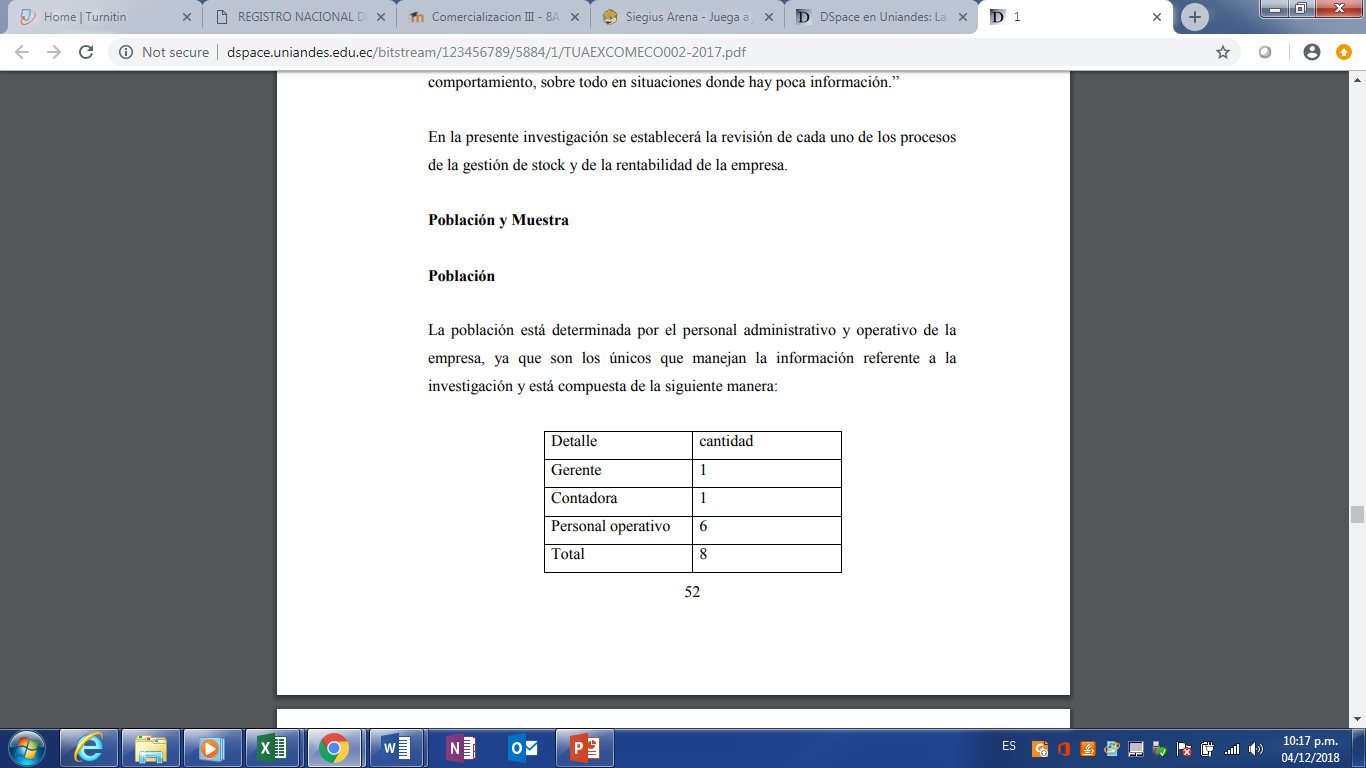 Home | Turnitin
REGISTRO NACIONAL D
Comercializacion III - 8A
Siegius Arena - Juega a
DSpace en Uniandes: La
1
Not secure | dspace.uniandes.edu.ec/bitstream/123456789/5884/1/TUAEXCOMECO002-2017.pdf
comportamiento, sobre todo en situaciones donde hay poca información.”
En la presente investigación se establecerá la revisión de cada uno de los procesos
de la gestión de stock y de la rentabilidad de la empresa.
Población y Muestra
Población
La población está determinada por el personal administrativo y operativo de la
empresa, ya que son los únicos que manejan la información referente a la
investigación y está compuesta de la siguiente manera:
Detalle cantidad
Gerente 1
Contadora 1
Personal operativo 6
Total 8
52
ES
10:17 p.m.
04/12/2018